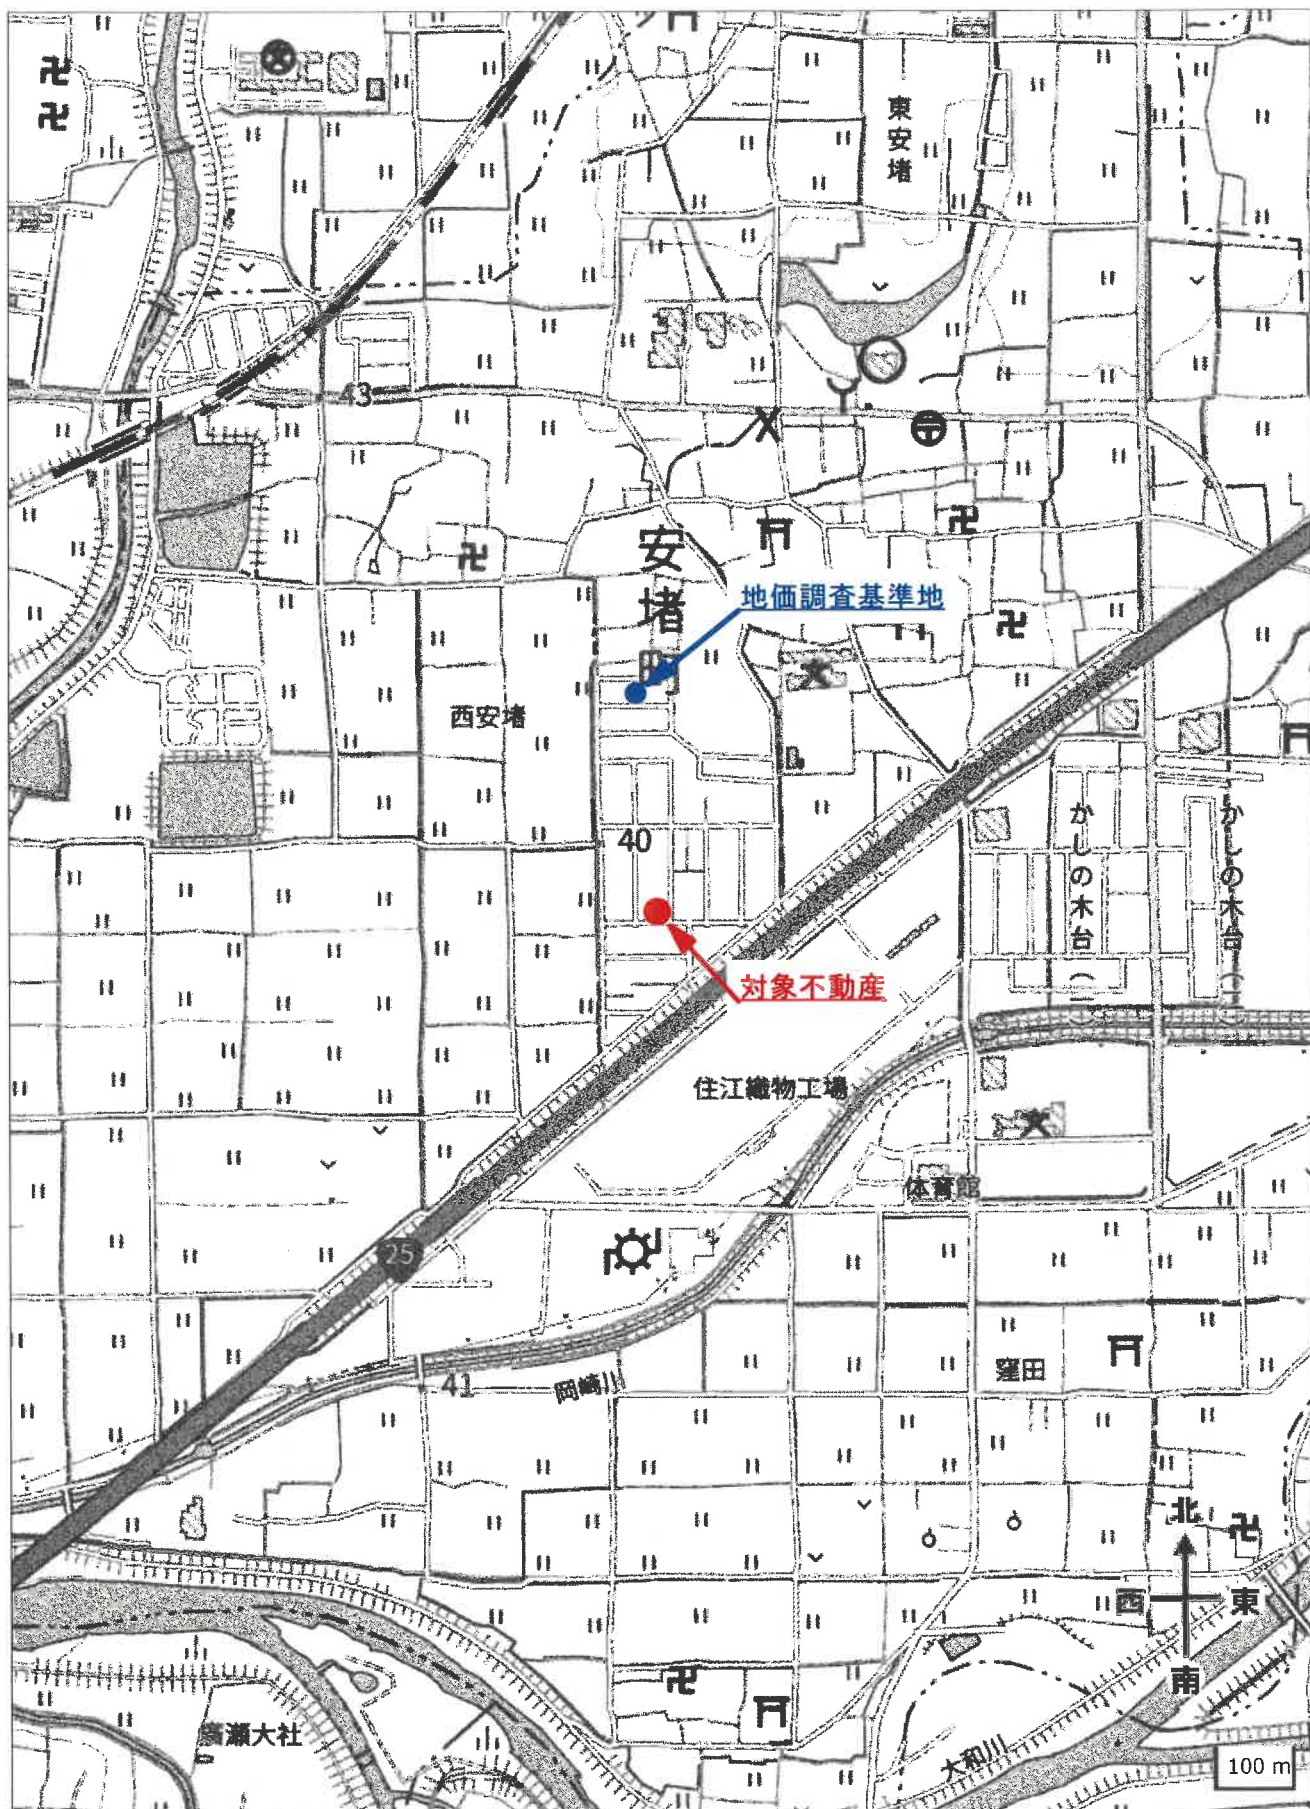 東安堵
43
安堵
地価調査基準地
西安堵
40
かしの木台(一)
かしの木台(二)
対象不動産
住江織物工場
体育館
25
窪田
41
岡崎川
北
西
東
南
廣瀬大社
大和川
100 m